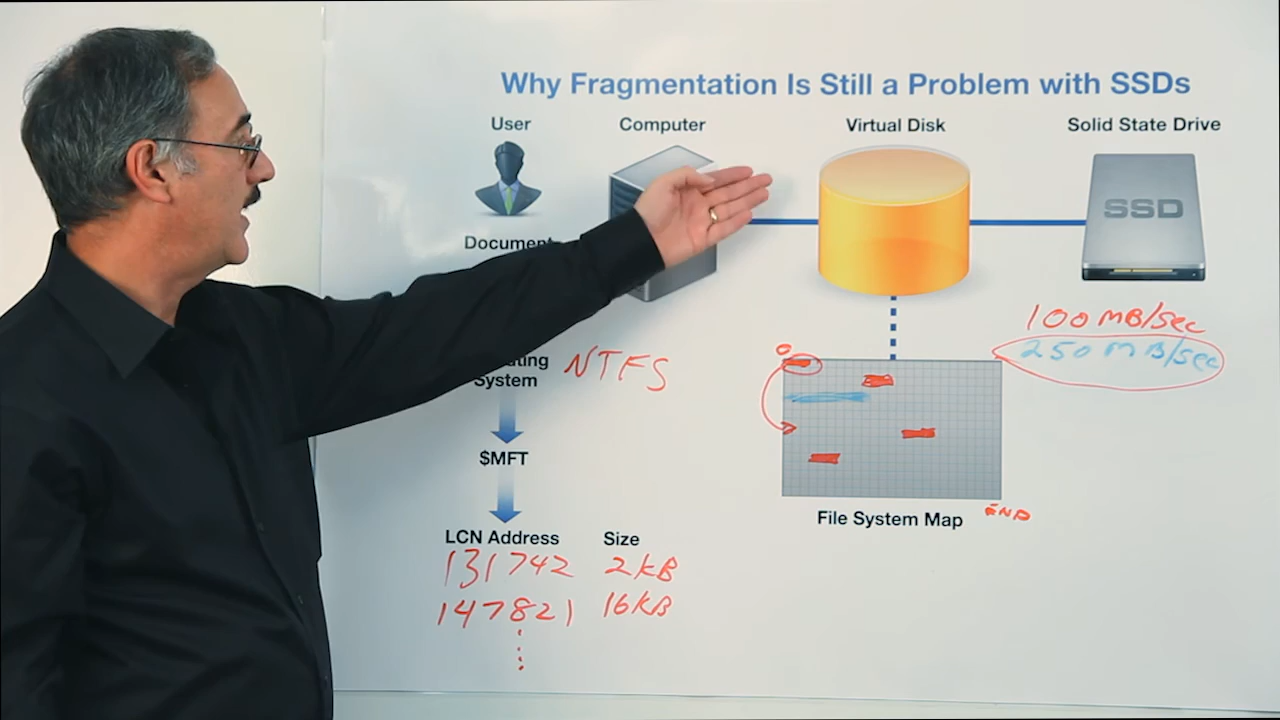 Why Fragmentation Is Still a Problem with SSDs
User
Computer
Virtual Disk
Solid State Drive
SSD
Document
100 MB/sec
250 MB/sec
System
NTFS
$MFT
LCN Address
Size
131742
2KB
147821
16KB
0
File System Map
END